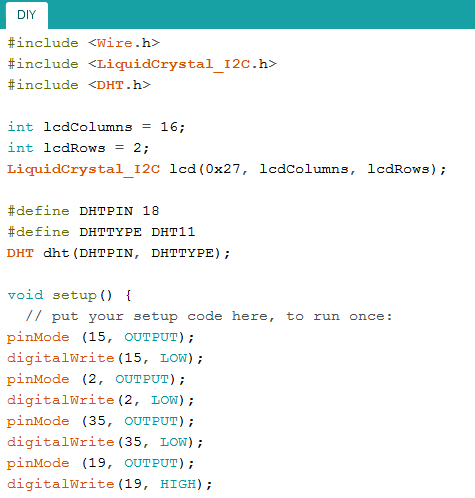 DIY
#include <Wire.h>
#include <LiquidCrystal_I2C.h>
#include <DHT.h>
int lcdColumns = 16;
int lcdRows = 2;
LiquidCrystal_I2C lcd(0x27, lcdColumns, lcdRows);
#define DHTPIN 18
#define DHTTYPE DHT11
DHT dht(DHTPIN, DHTTYPE);
void setup() {
  // put your setup code here, to run once:
pinMode (15, OUTPUT);
digitalWrite(15, LOW);
pinMode (2, OUTPUT);
digitalWrite(2, LOW);
pinMode (35, OUTPUT);
digitalWrite(35, LOW);
pinMode (19, OUTPUT);
digitalWrite(19, HIGH);